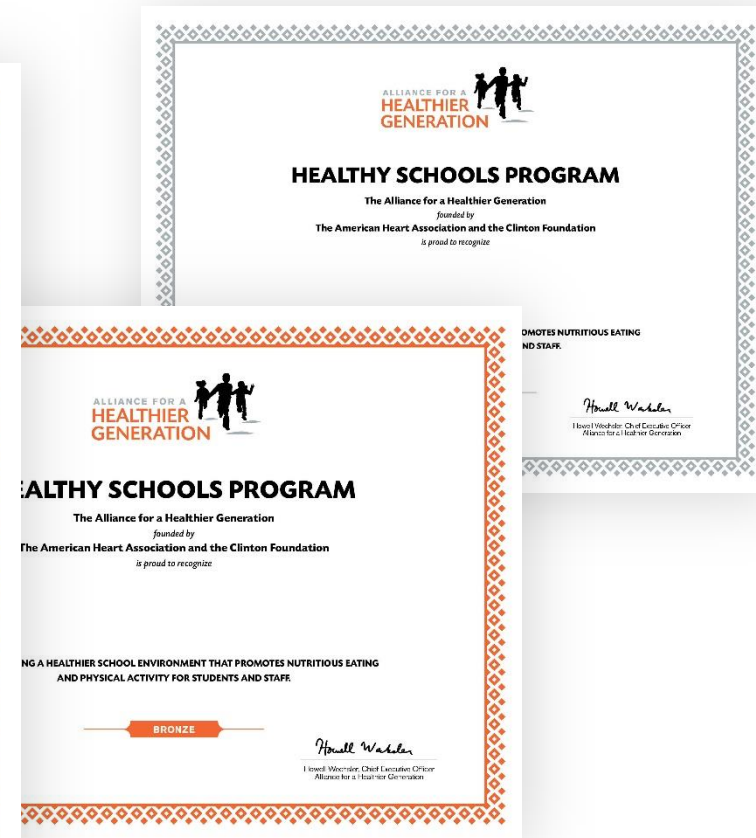 ALLIANCE FOR A
HEALTHIER
GENERATION
HEALTHY SCHOOLS PROGRAM
The Alliance for a Healthier Generation
founded by
The American Heart Association and the Clinton Foundation
is proud to recognize
OMOTES NUTRITIOUS EATING
ND STAFF.
Howell Wechsler
Howell Wechsler, Chief Executive Officer
Alliance for a Healthier Generation
ALLIANCE FOR A
HEALTHIER
GENERATION
EALTHY SCHOOLS PROGRAM
The Alliance for a Healthier Generation
founded by
The American Heart Association and the Clinton Foundation
is proud to recognize
NG A HEALTHIER SCHOOL ENVIRONMENT THAT PROMOTES NUTRITIOUS EATING
AND PHYSICAL ACTIVITY FOR STUDENTS AND STAFF.
BRONZE
Howell Wechsler
Howell Wechsler, Chief Executive Officer
Alliance for a Healthier Generation